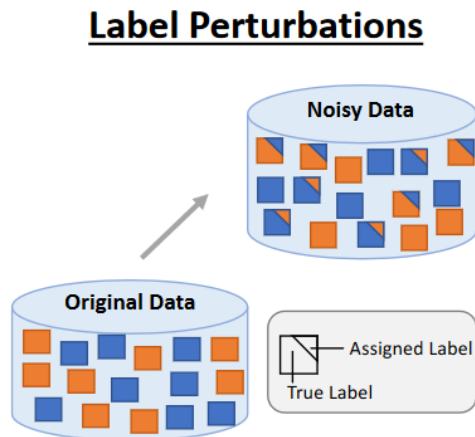 Label Perturbations
Noisy Data
Original Data
Assigned Label
True Label